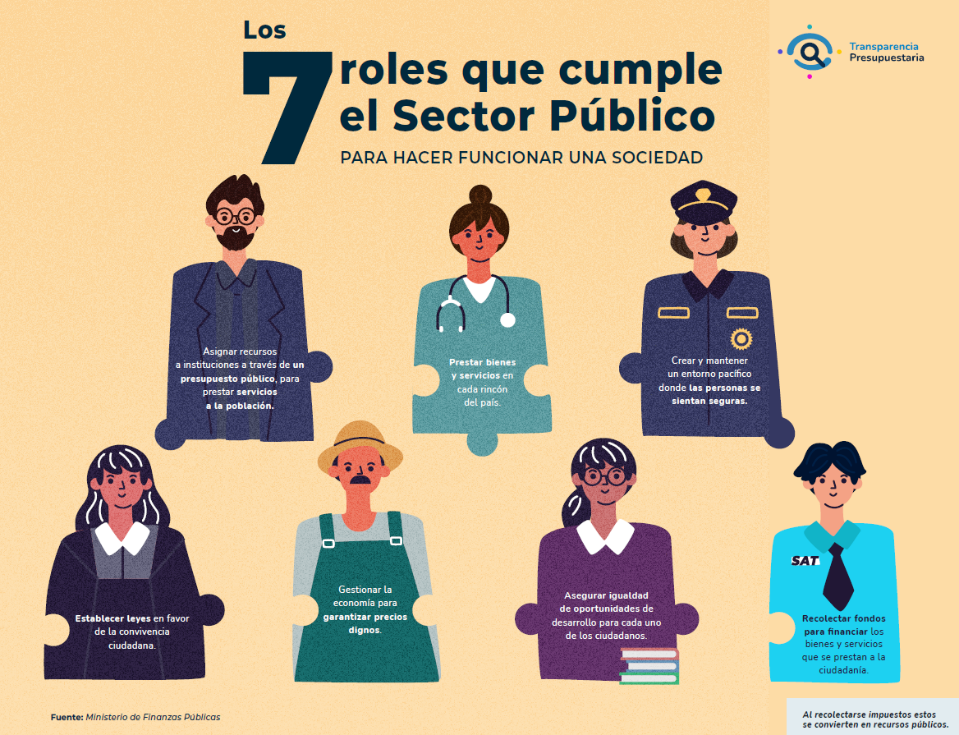 Los
7 roles que cumple
el Sector Público
PARA HACER FUNCIONAR UNA SOCIEDAD
Transparencia
Presupuestaria
Asignar recursos
a instituciones a través de un
presupuesto público, para
prestar servicios
a la población.
Prestar bienes
y servicios en
cada rincón
del país.
Crear y mantener
un entorno pacífico
donde las personas se
sientan seguras.
Establecer leyes en favor
de la convivencia
ciudadana.
Gestionar la
economía para
garantizar precios
dignos.
Asegurar igualdad
de oportunidades de
desarrollo para cada uno
de los ciudadanos.
SAT
Recolectar fondos
para financiar los
bienes y servicios
que se prestan a la
ciudadanía.
Fuente: Ministerio de Finanzas Públicas
Al recolectarse impuestos estos
se convierten en recursos públicos.